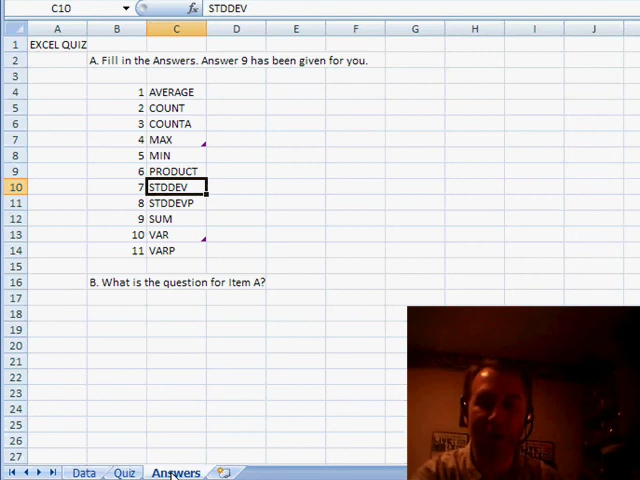 C10 fx STDDEV
A B C D E F G H I J
1 EXCEL QUIZ
2 A. Fill in the Answers. Answer 9 has been given for you.
3
4 1 AVERAGE
5 2 COUNT
6 3 COUNTA
7 4 MAX
8 5 MIN
9 6 PRODUCT
10 7 STDDEV
11 8 STDDEVP
12 9 SUM
13 10 VAR
14 11 VARP
15
16 B. What is the question for Item A?
17
18
19
20
21
22
23
24
25
26
27
Data Quiz Answers